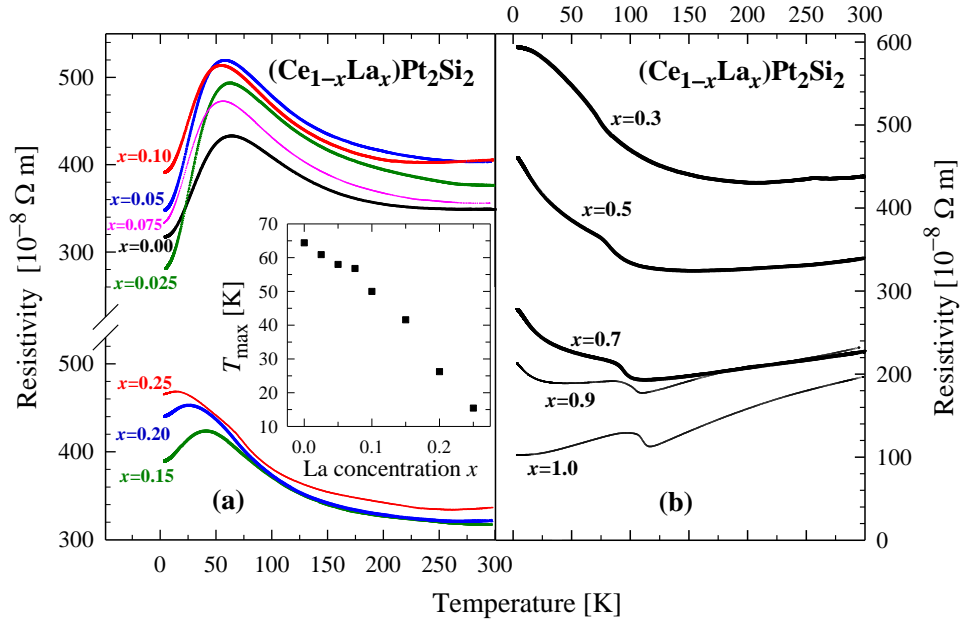 0 50 100 150 200 250 300
(Ce1−xLax)Pt2Si2
(Ce1−xLax)Pt2Si2
500
400
300
500
400
300
x=0.10
x=0.05
x=0.075
x=0.00
x=0.025
x=0.25
x=0.20
x=0.15
(a)
70
60
50
40
30
20
10
0.0 0.1 0.2
Tmax [K]
La concentration x
Resistivity [10−8 Ω m]
x=0.3
x=0.5
x=0.7
x=0.9
x=1.0
(b)
600
500
400
300
200
100
0
Resistivity [10−8 Ω m]
0 50 100 150 200 250 300
Temperature [K]